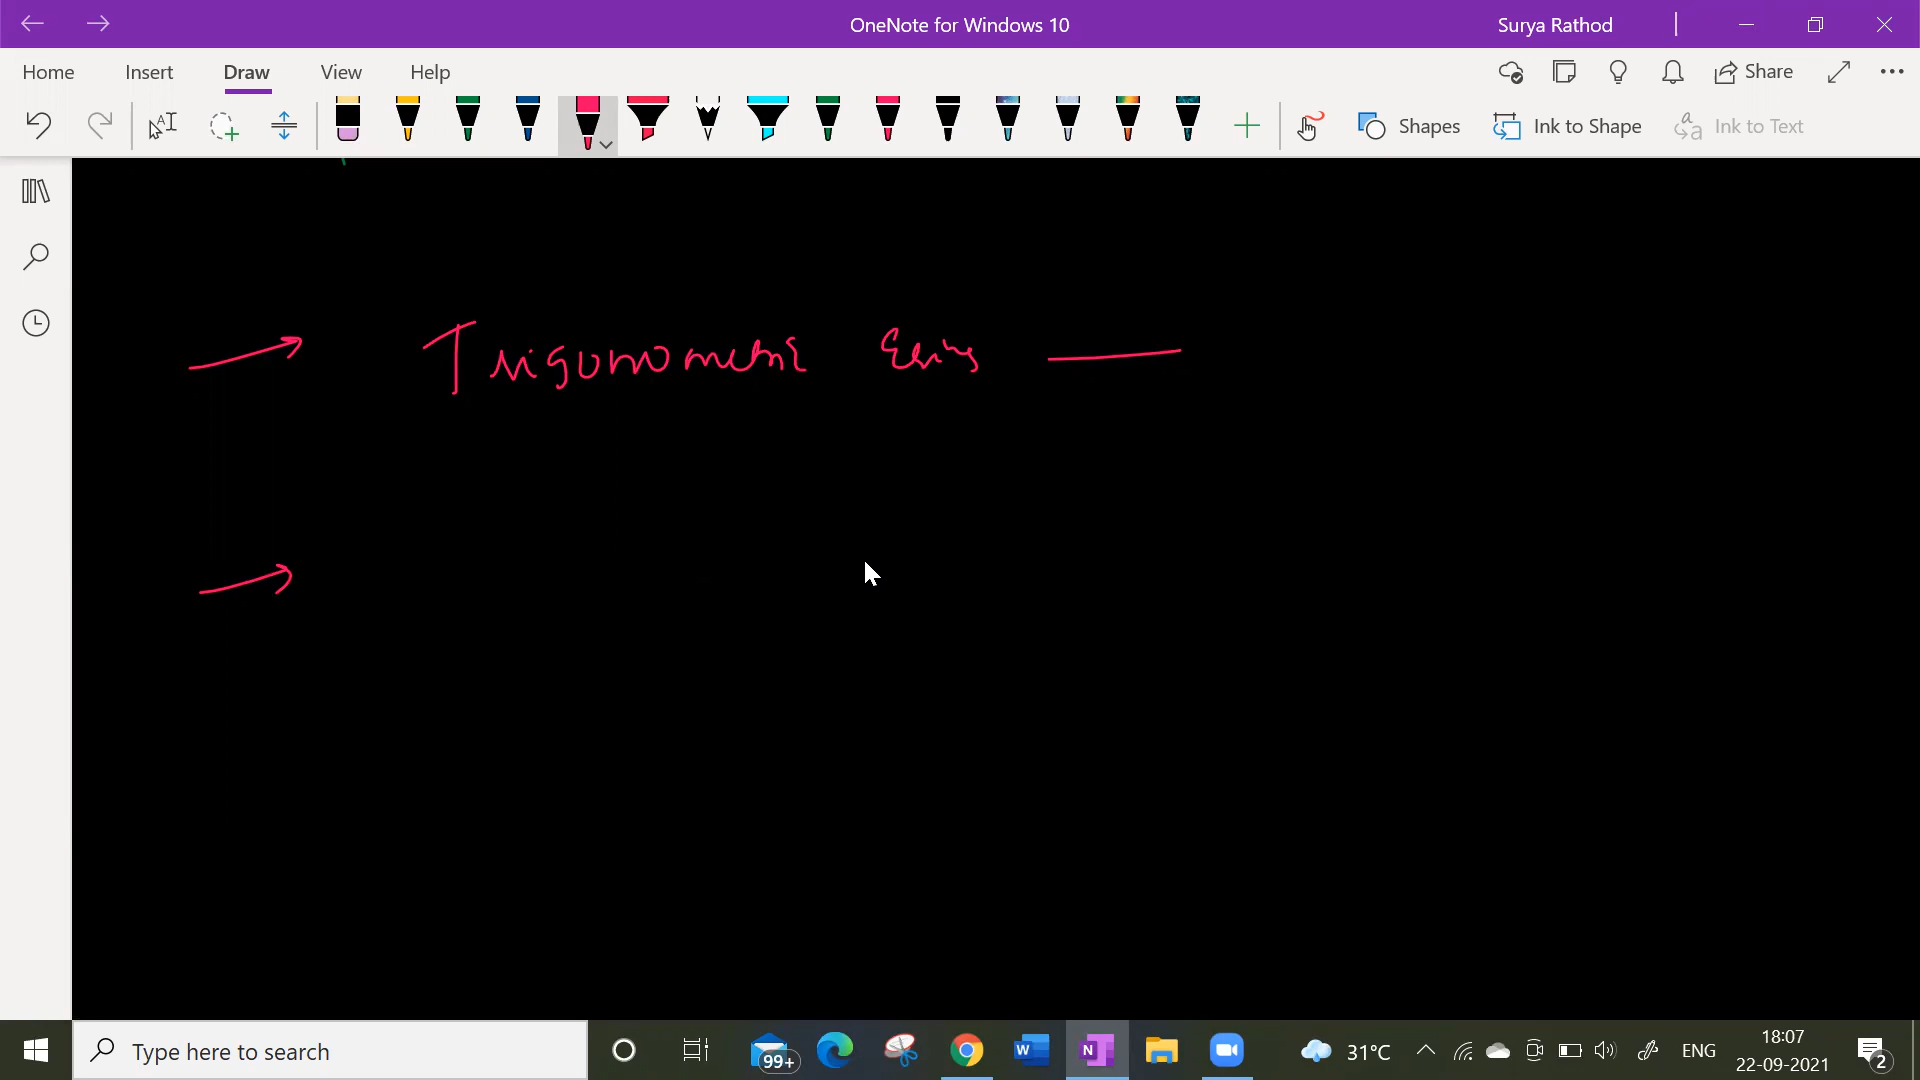 OneNote for Windows 10 Surya Rathod
Home Insert Draw View Help Share
Shapes Ink to Shape Ink to Text
Trigonometric
Type here to search 99+ 31°C ENG 18:07
22-09-2021 2